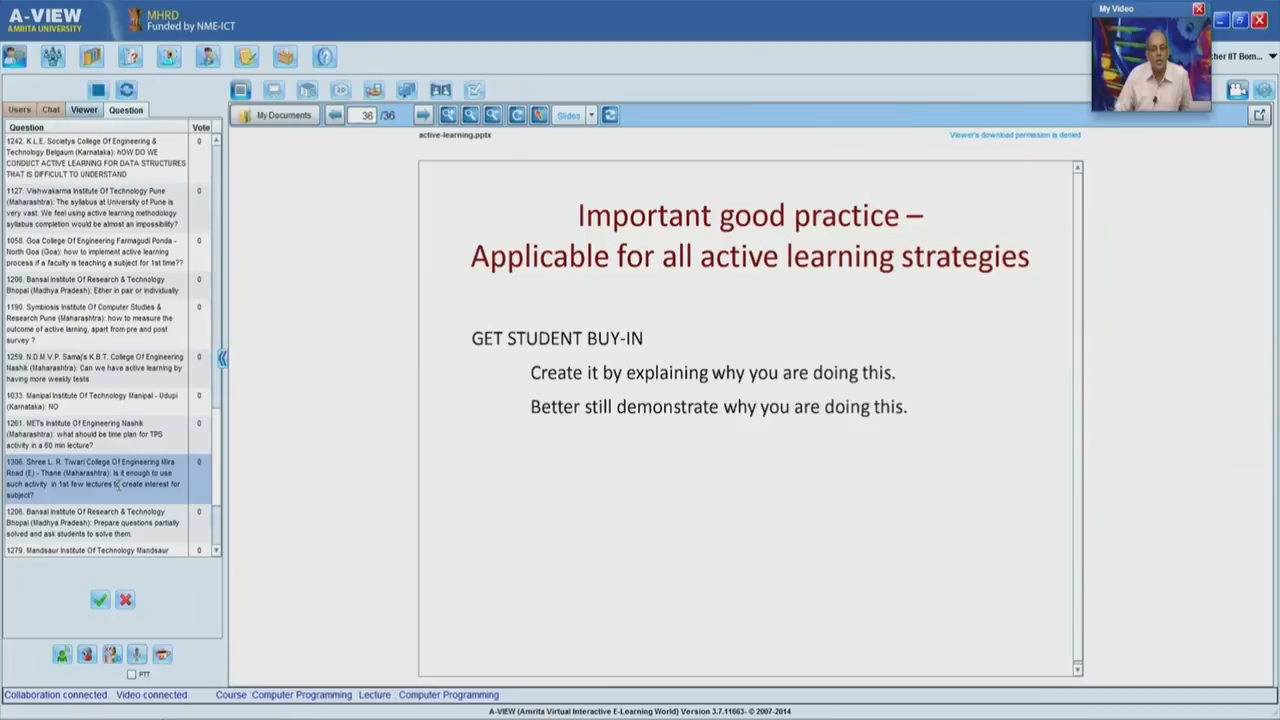 A-VIEW
AMRITA UNIVERSITY
MHRD
Funded by NME-ICT
My Video
cher IIT Bom...
Users Chat Viewer Question
Question Vote
1242. K.L.E. Societys College Of Engineering &
Technology Belgaum (Karnataka): HOW DO WE
CONDUCT ACTIVE LEARNING FOR DATA STRUCTURES
THAT IS DIFFICULT TO UNDERSTAND
0
1127. Vishwakarma Institute Of Technology Pune
(Maharashtra): The syllabus at University of Pune is
very vast. We feel using active learning methodology
syllabus completion would be almost an impossibility?
0
1058. Goa College Of Engineering Farmagudi Ponda -
North Goa (Goa): how to implement active learning
process if a faculty is teaching a subject for 1st time??
0
1206. Bansal Institute Of Research & Technology
Bhopal (Madhya Pradesh): Either in pair or individually
0
1190. Symbiosis Institute Of Computer Studies &
Research Pune (Maharashtra): how to measure the
outcome of active larning, apart from pre and post
survey ?
0
1259. N.D.M.V.P. Samaj's K.B.T. College Of Engineering
Nashik (Maharashtra): Can we have active learning by
having more weekly tests
0
1033. Manipal Institute Of Technology Manipal - Udupi
(Karnataka): NO
0
1261. METs Institute Of Engineering Nashik
(Maharashtra): what should be time plan for TPS
activity in a 60 min lecture?
0
1306. Shree L. R. Tiwari College Of Engineering Mira
Road (E) - Thane (Maharashtra): Is it enough to use
such activity in 1st few lectures to create interest for
subject?
0
1206. Bansal Institute Of Research & Technology
Bhopal (Madhya Pradesh): Prepare questions partially
solved and ask students to solve them.
0
1279. Mandsaur Institute Of Technology Mandsaur
0
PTT
My Documents 36 /36 Slides
active-learning.pptx
Viewer's download permission is denied
Important good practice –
Applicable for all active learning strategies
GET STUDENT BUY-IN
Create it by explaining why you are doing this.
Better still demonstrate why you are doing this.
Collaboration connected. Video connected. Course : Computer Programming Lecture : Computer Programming
A-VIEW (Amrita Virtual Interactive E-Learning World) Version 3.7.11663- © 2007-2014